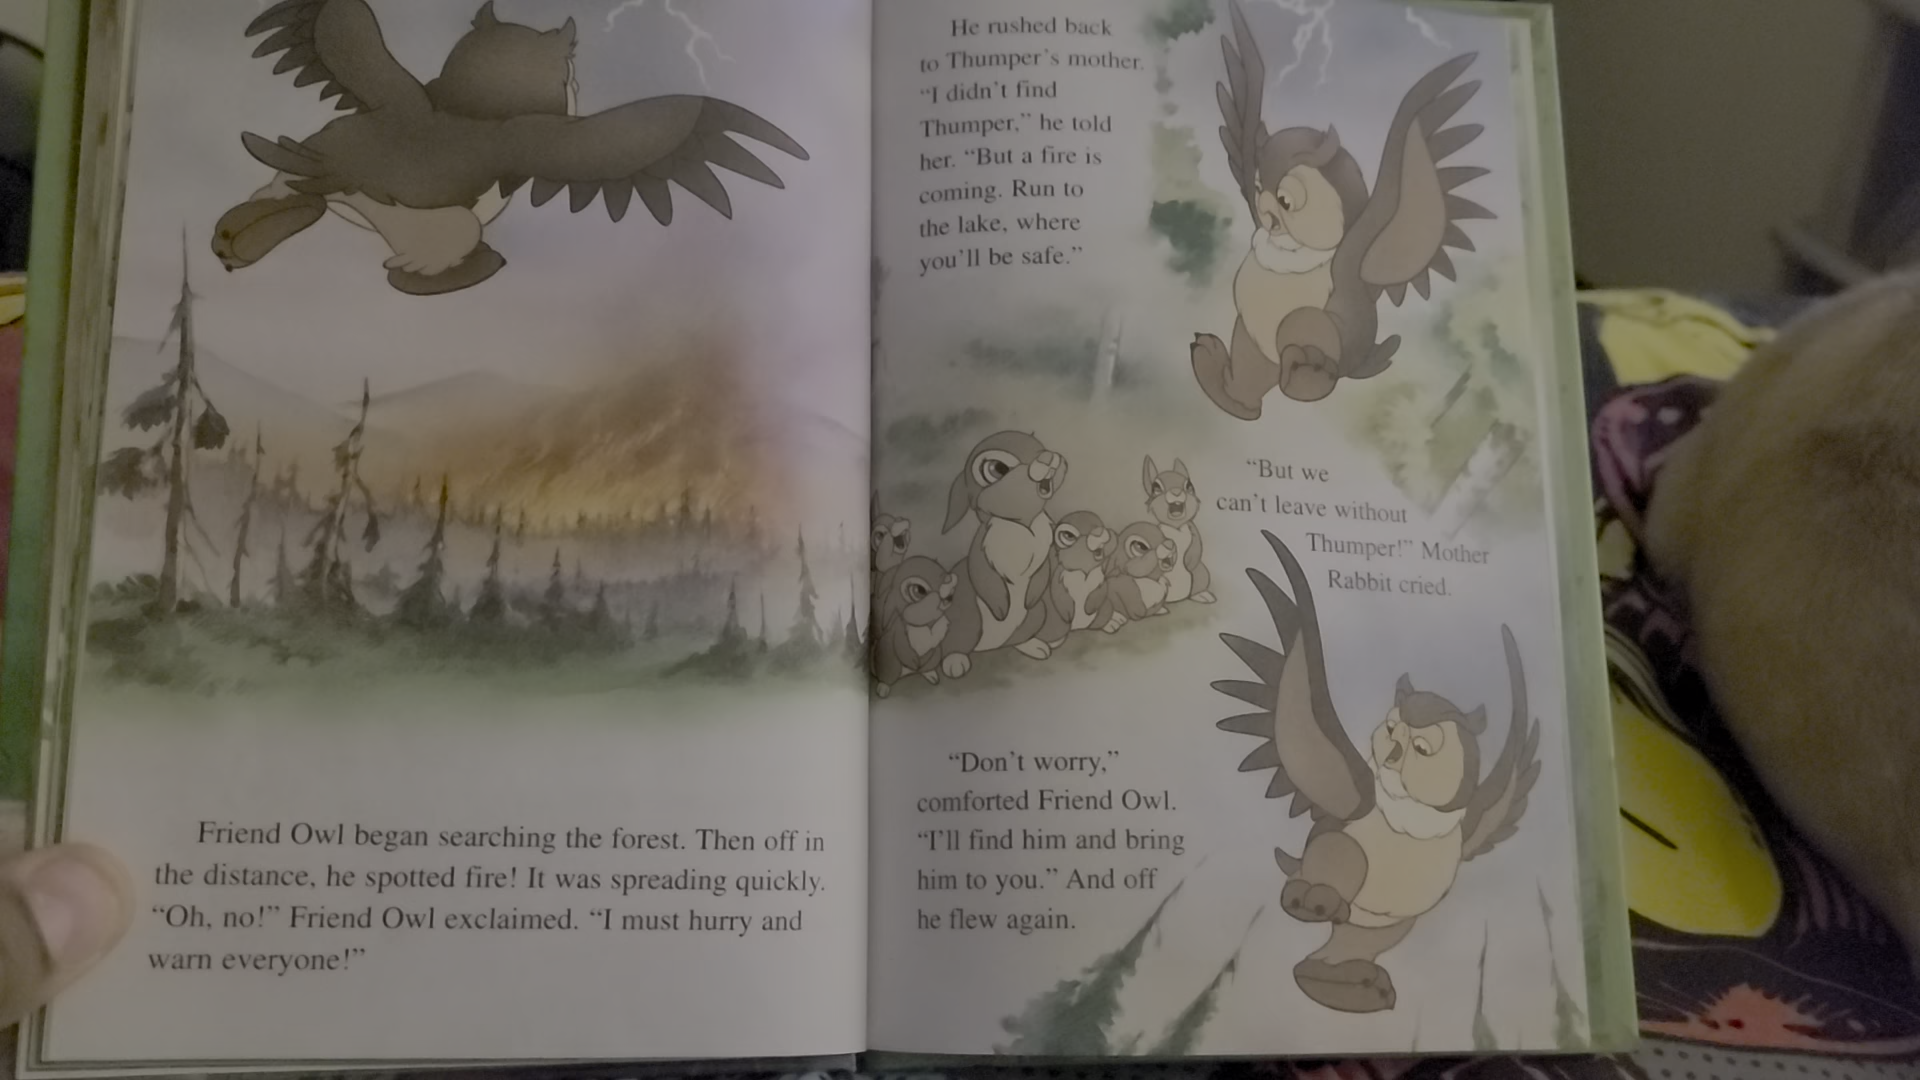 Friend Owl began searching the forest. Then off in
the distance, he spotted fire! It was spreading quickly.
“Oh, no!” Friend Owl exclaimed. “I must hurry and
warn everyone!”
He rushed back
to Thumper’s mother.
“I didn’t find
Thumper,” he told
her. “But a fire is
coming. Run to
the lake, where
you’ll be safe.”
“But we
can’t leave without
Thumper!” Mother
Rabbit cried.
“Don’t worry,”
comforted Friend Owl.
“I’ll find him and bring
him to you.” And off
he flew again.